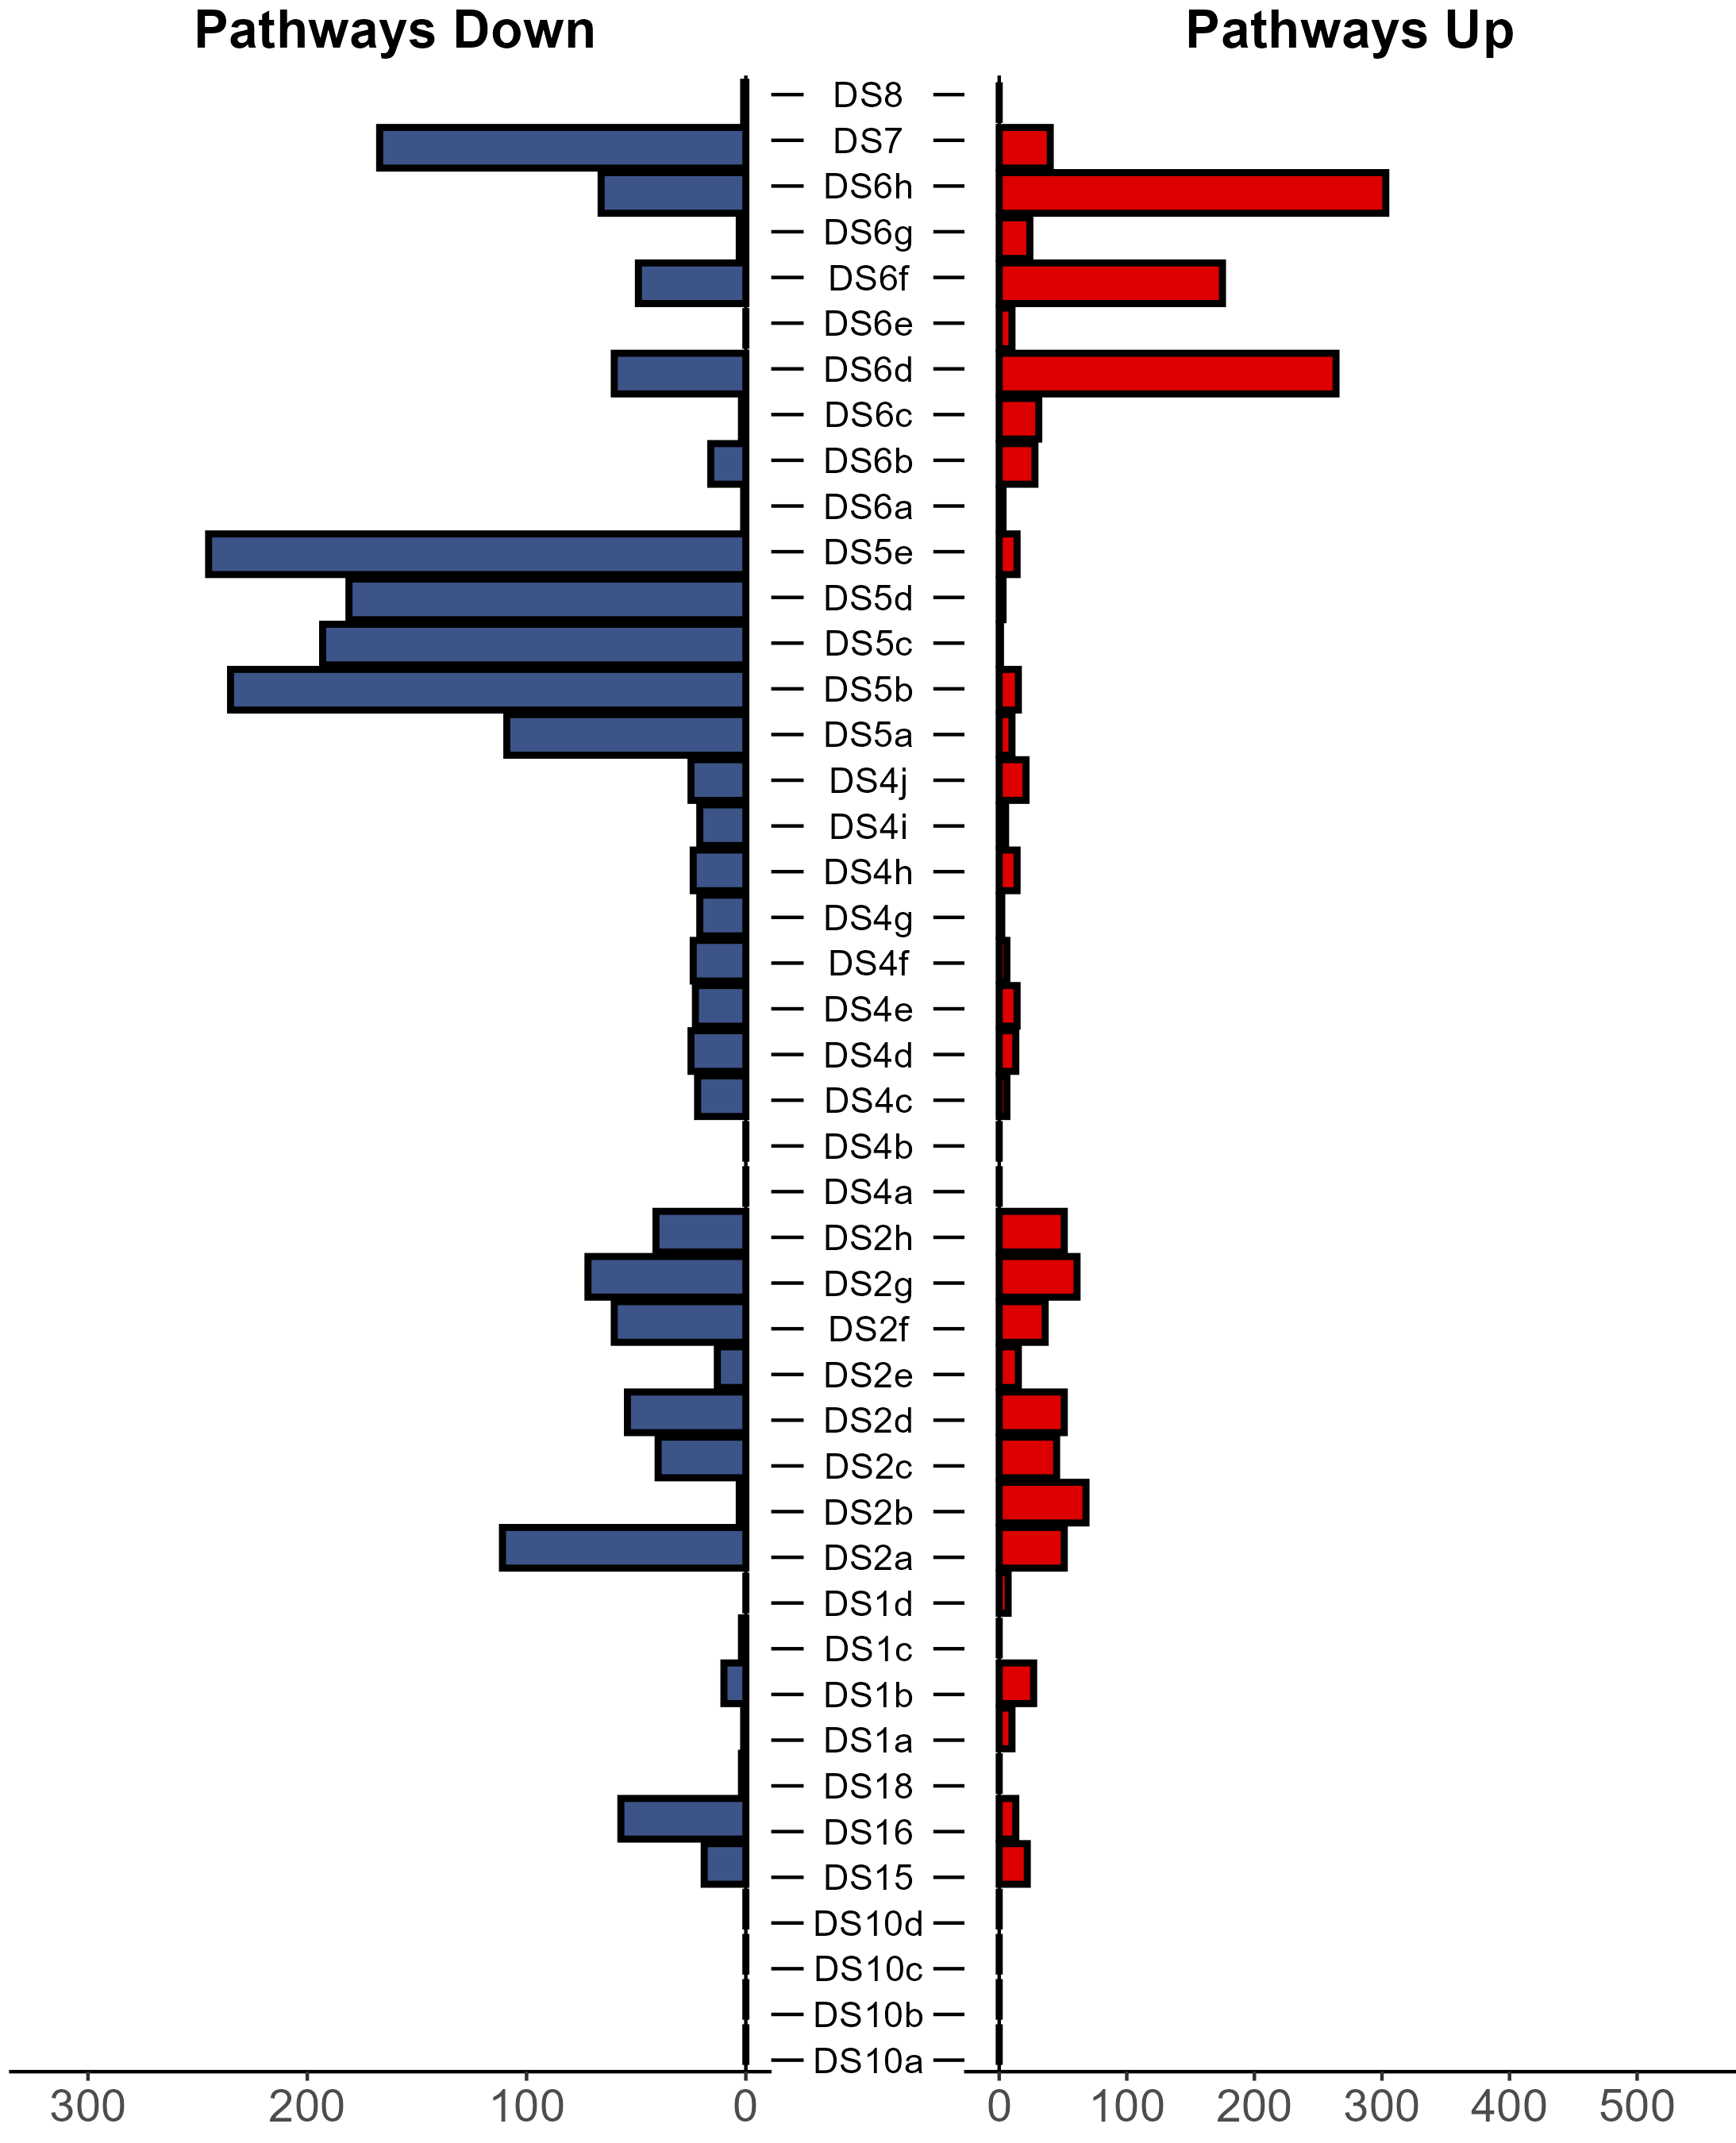 Pathways Down
Pathways Up
DS8
DS7
DS6h
DS6g
DS6f
DS6e
DS6d
DS6c
DS6b
DS6a
DS5e
DS5d
DS5c
DS5b
DS5a
DS4j
DS4i
DS4h
DS4g
DS4f
DS4e
DS4d
DS4c
DS4b
DS4a
DS2h
DS2g
DS2f
DS2e
DS2d
DS2c
DS2b
DS2a
DS1d
DS1c
DS1b
DS1a
DS18
DS16
DS15
DS10d
DS10c
DS10b
DS10a
300 200 100 0
0 100 200 300 400 500